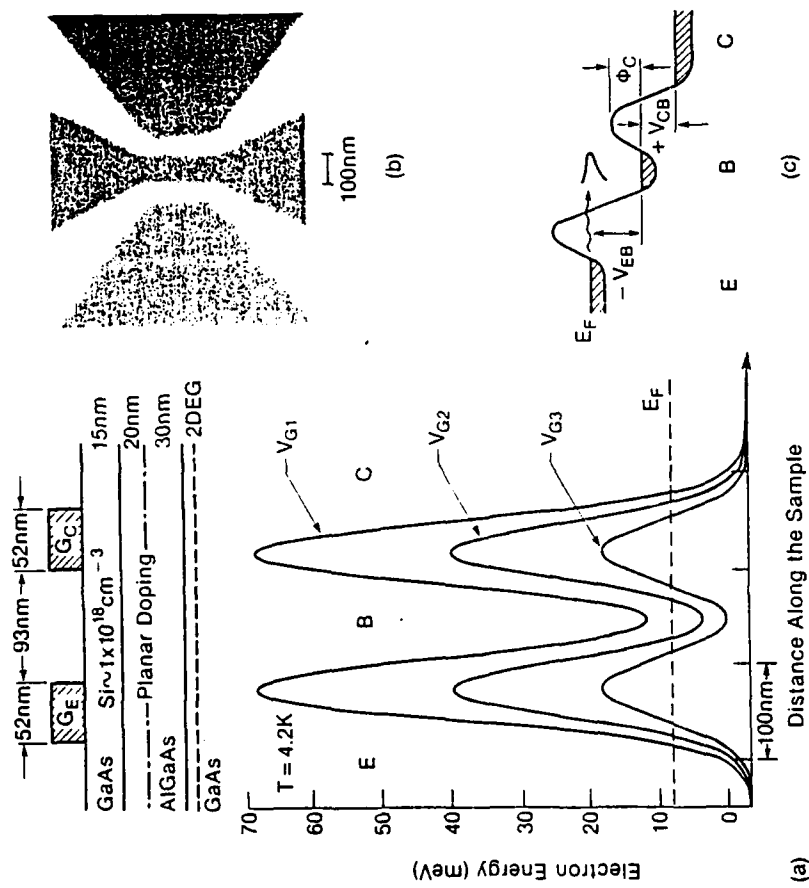 52nm 93nm 52nm
G_E G_C
GaAs Si~1x10^18cm^-3 15nm
20nm
Planar Doping
AlGaAs 30nm
GaAs 2DEG
Electron Energy (meV)
70
60
50
40
30
20
10
0
T = 4.2K
E B C
V_G1
V_G2
V_G3
E_F
100nm
Distance Along the Sample
(a)
100nm
(b)
E_F
- V_EB
Φ_C
+ V_CB
E B C
(c)